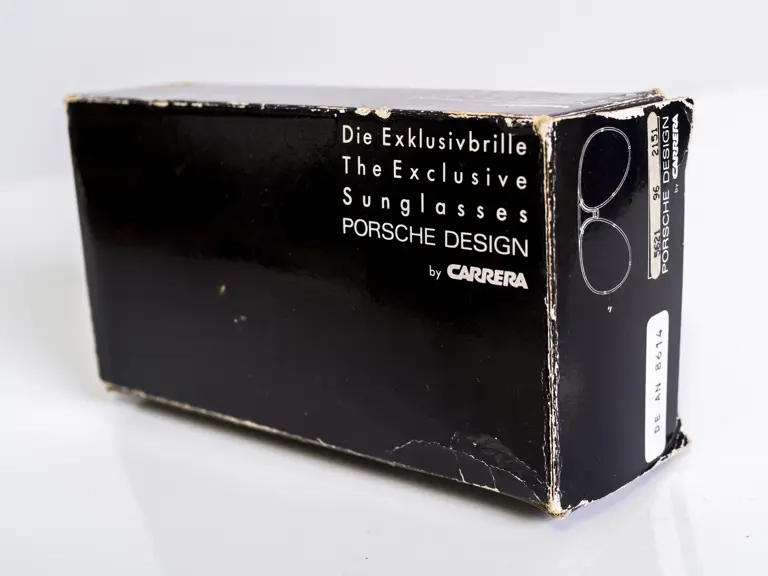 Die Exklusivbrille
The Exclusive
Sunglasses
PORSCHE DESIGN
by CARRERA
5621 96 2151
PORSCHE DESIGN
by CARRERA
DE AN 8614